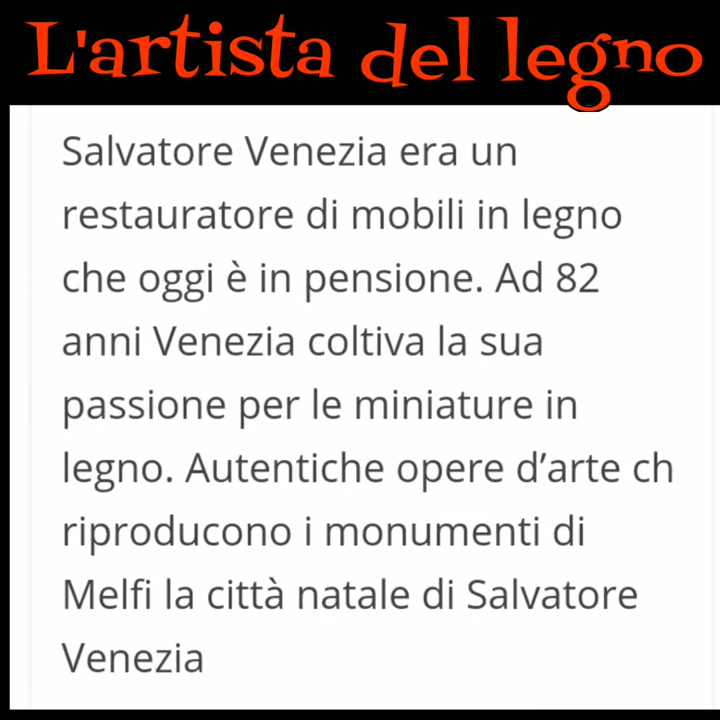 L'artista del legno
Salvatore Venezia era un
restauratore di mobili in legno
che oggi è in pensione. Ad 82
anni Venezia coltiva la sua
passione per le miniature in
legno. Autentiche opere d’arte ch
riproducono i monumenti di
Melfi la città natale di Salvatore
Venezia